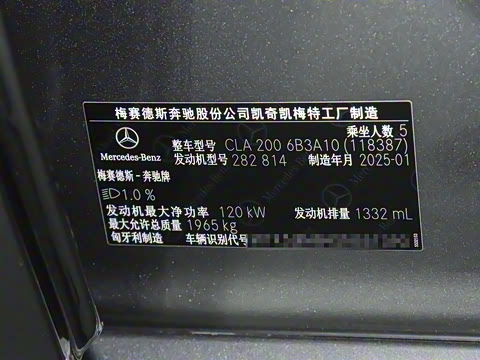 梅赛德斯奔驰股份公司凯奇凯梅特工厂制造
乘坐人数 5
整车型号 CLA 200 6B3A10 (118387)
Mercedes-Benz 发动机型号 282 814 制造年月 2025-01
梅赛德斯－奔驰牌
1.0 %
发动机最大净功率 120 kW 发动机排量 1332 mL
最大允许总质量 1965 kg
匈牙利制造 车辆识别代号